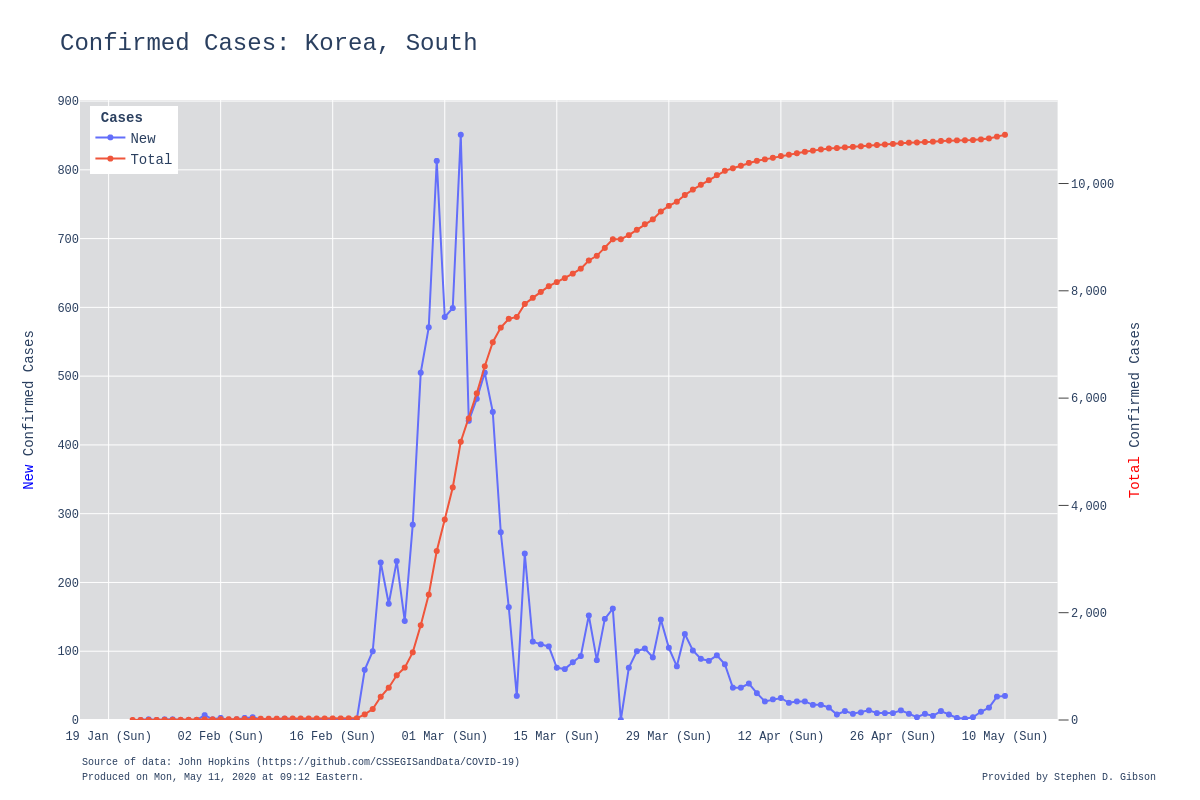 Confirmed Cases: Korea, South
Cases
New
Total
900
800
700
600
500
400
300
200
100
0
New Confirmed Cases
10,000
8,000
6,000
4,000
2,000
0
Total Confirmed Cases
19 Jan (Sun) 02 Feb (Sun) 16 Feb (Sun) 01 Mar (Sun) 15 Mar (Sun) 29 Mar (Sun) 12 Apr (Sun) 26 Apr (Sun) 10 May (Sun)
Source of data: John Hopkins (https://github.com/CSSEGISandData/COVID-19)
Produced on Mon, May 11, 2020 at 09:12 Eastern.
Provided by Stephen D. Gibson